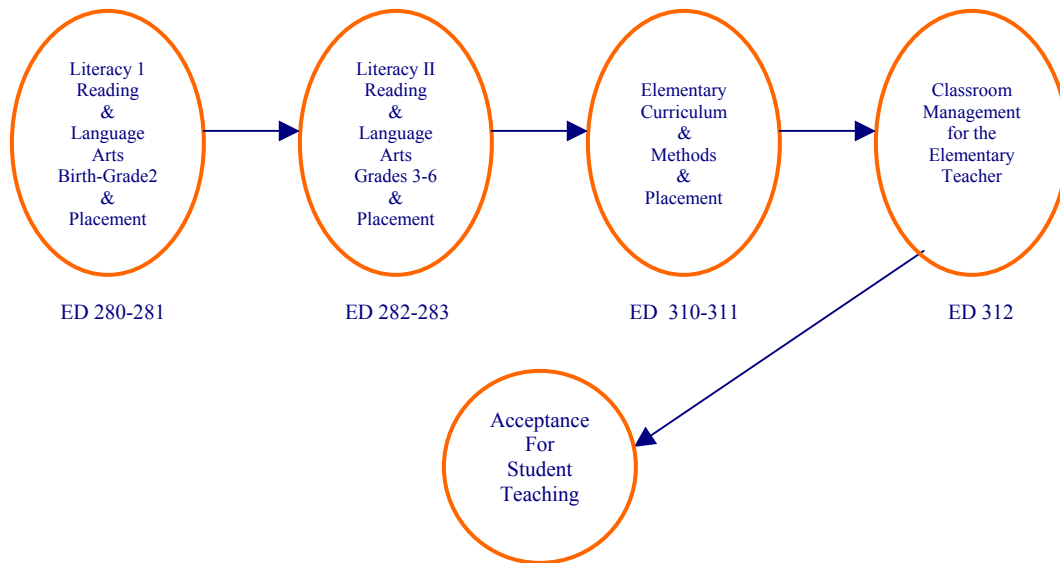 Literacy 1
Reading
&
Language
Arts
Birth-Grade2
&
Placement
Literacy II
Reading
&
Language
Arts
Grades 3-6
&
Placement
Elementary
Curriculum
&
Methods
&
Placement
Classroom
Management
for the
Elementary
Teacher
ED 280-281
ED 282-283
ED 310-311
ED 312
Acceptance
For
Student
Teaching